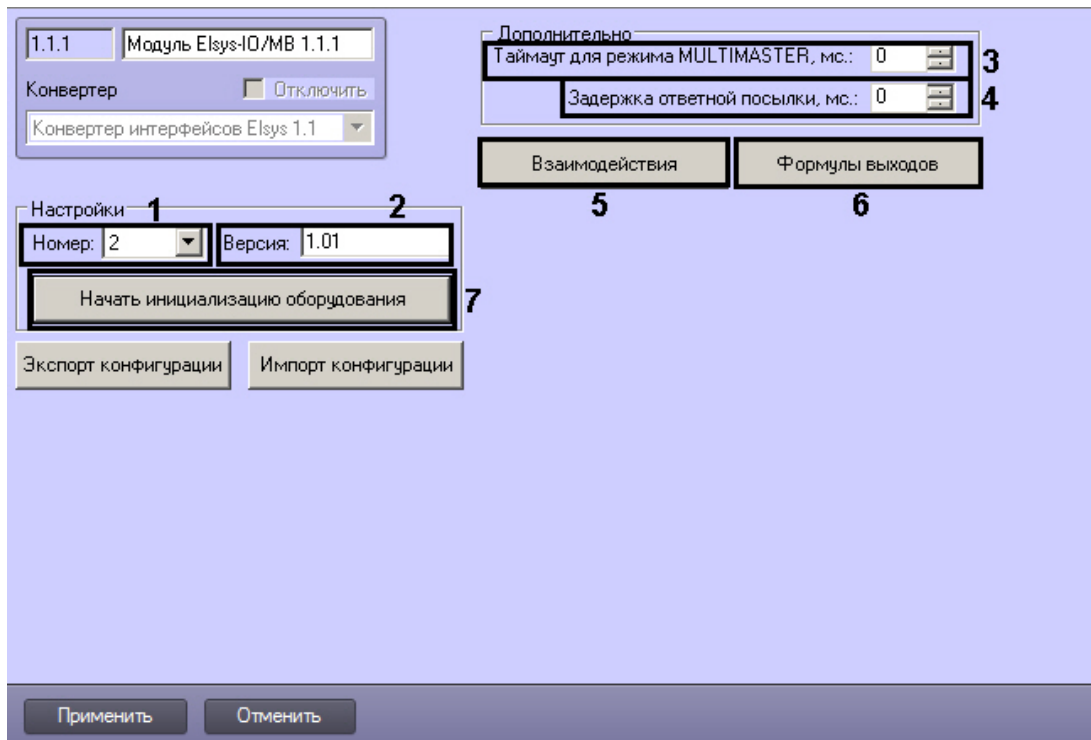 1.1.1 Модуль Elsys-IO/MB 1.1.1
Конвертер Отключить
Конвертер интерфейсов Elsys 1.1
Дополнительно
Таймаут для режима MULTIMASTER, мс.: 0 3
Задержка ответной посылки, мс.: 0 4
Взаимодействия Формулы выходов
5 6
Настройки 1 2
Номер: 2 Версия: 1.01
Начать инициализацию оборудования 7
Экспорт конфигурации Импорт конфигурации
Применить Отменить